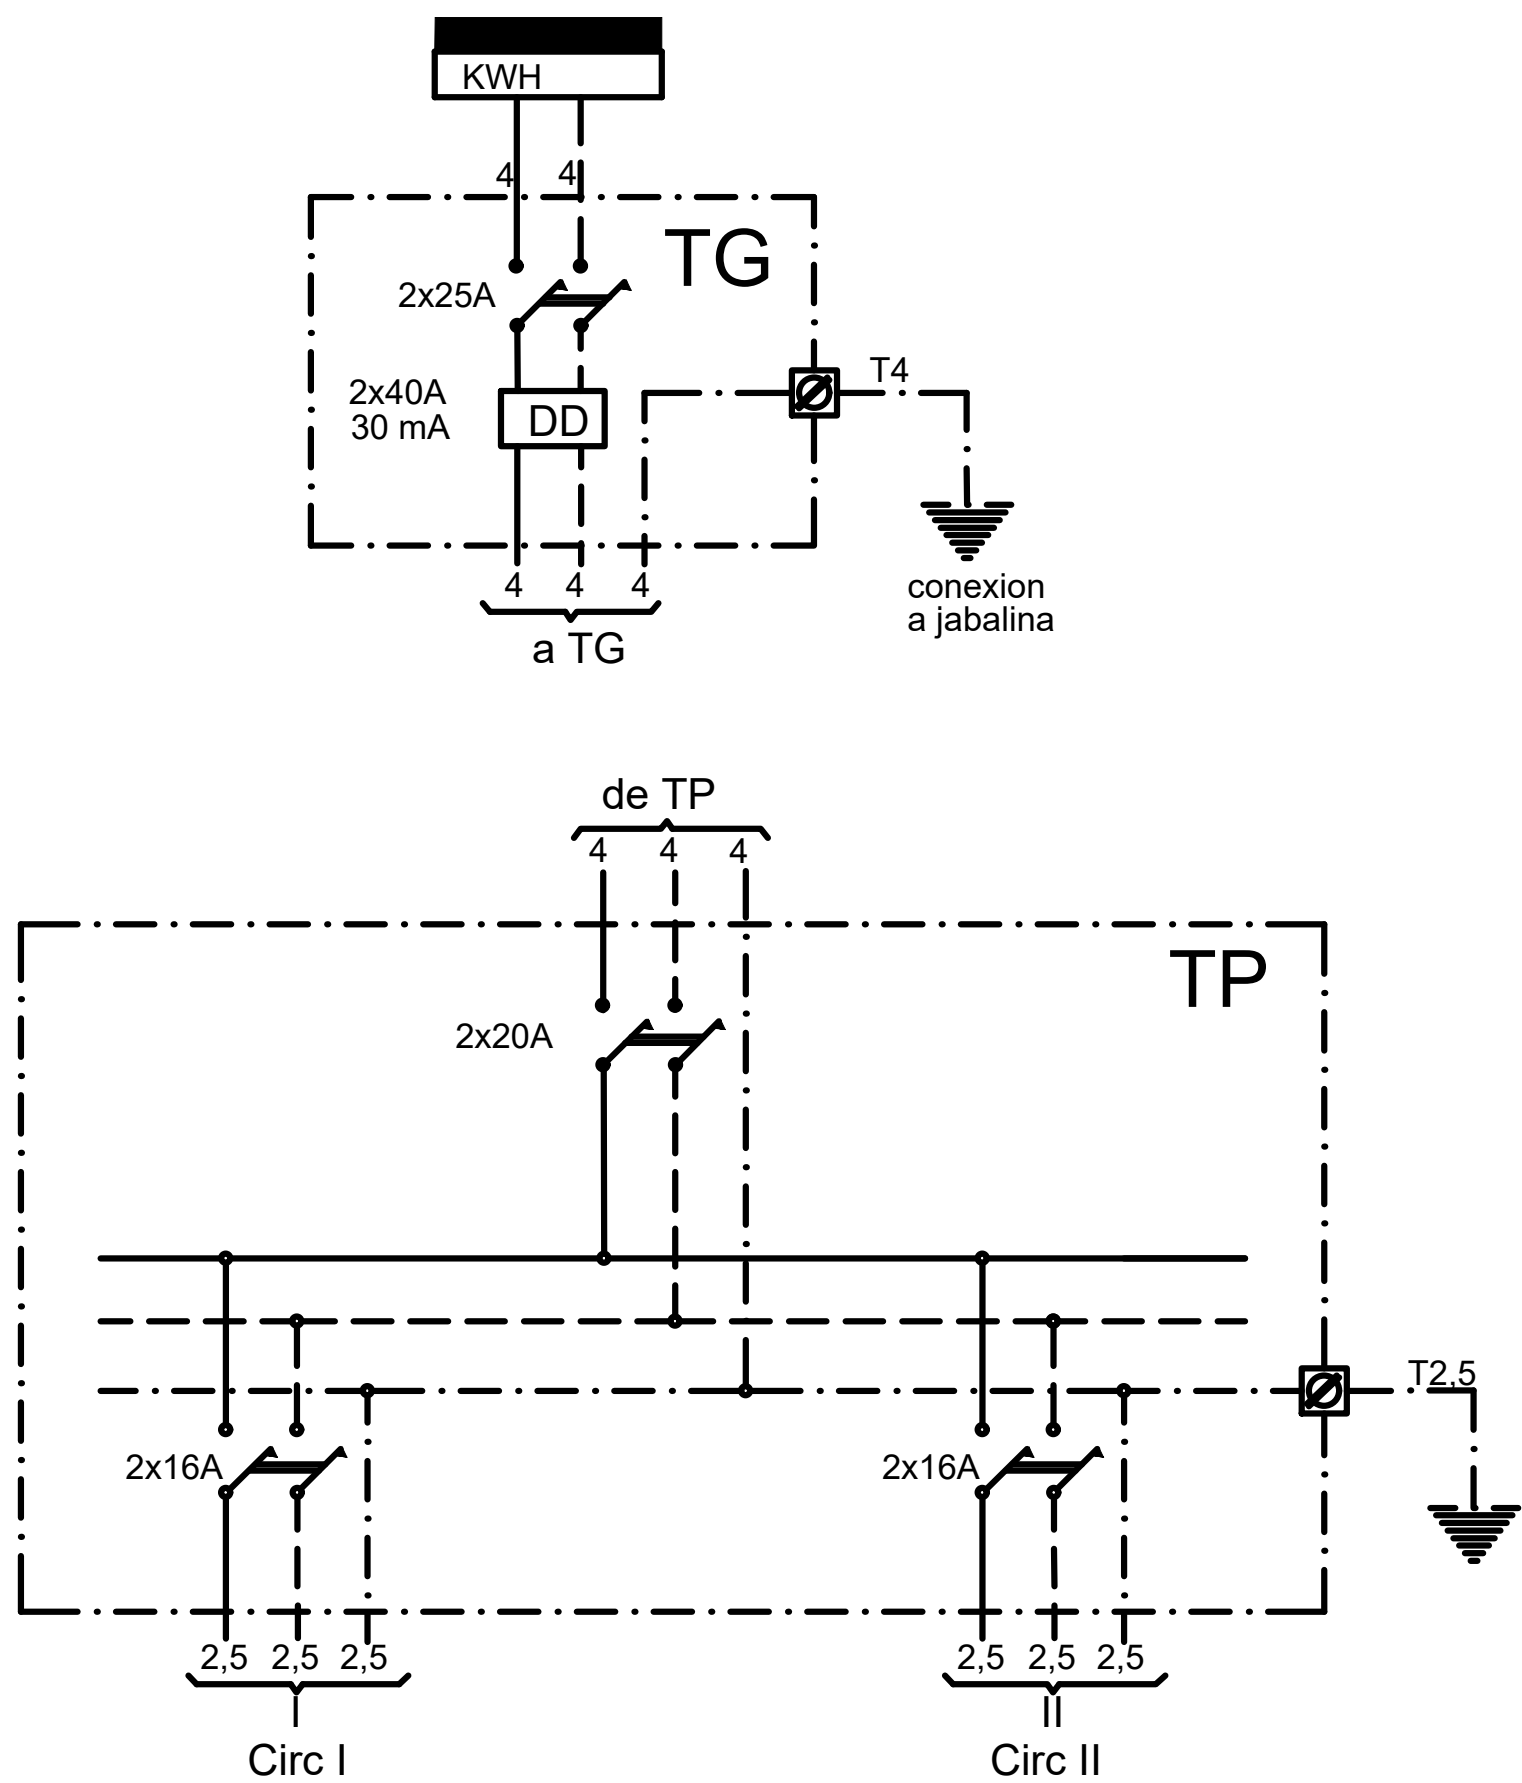 KWH
4 4
TG
2x25A
T4
2x40A
30 mA
DD
4 4 4
a TG
conexion
a jabalina
de TP
4 4 4
TP
2x20A
T2,5
2x16A 2x16A
2,5 2,5 2,5 2,5 2,5 2,5
I II
Circ I Circ II